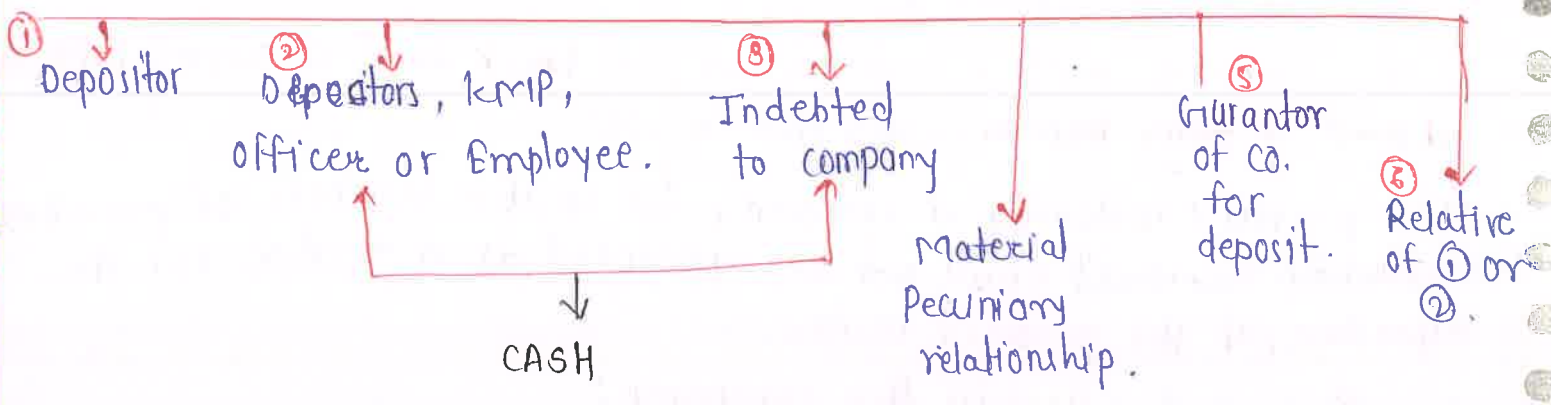 ①
Depositor
②
Depositors, KMP,
officer or Employee.
③
Indebted
to company
Material
Pecuniary
relationship.
⑤
Gurantor
of co.
for
deposit.
⑥
Relative
of ① or
②.
CASH